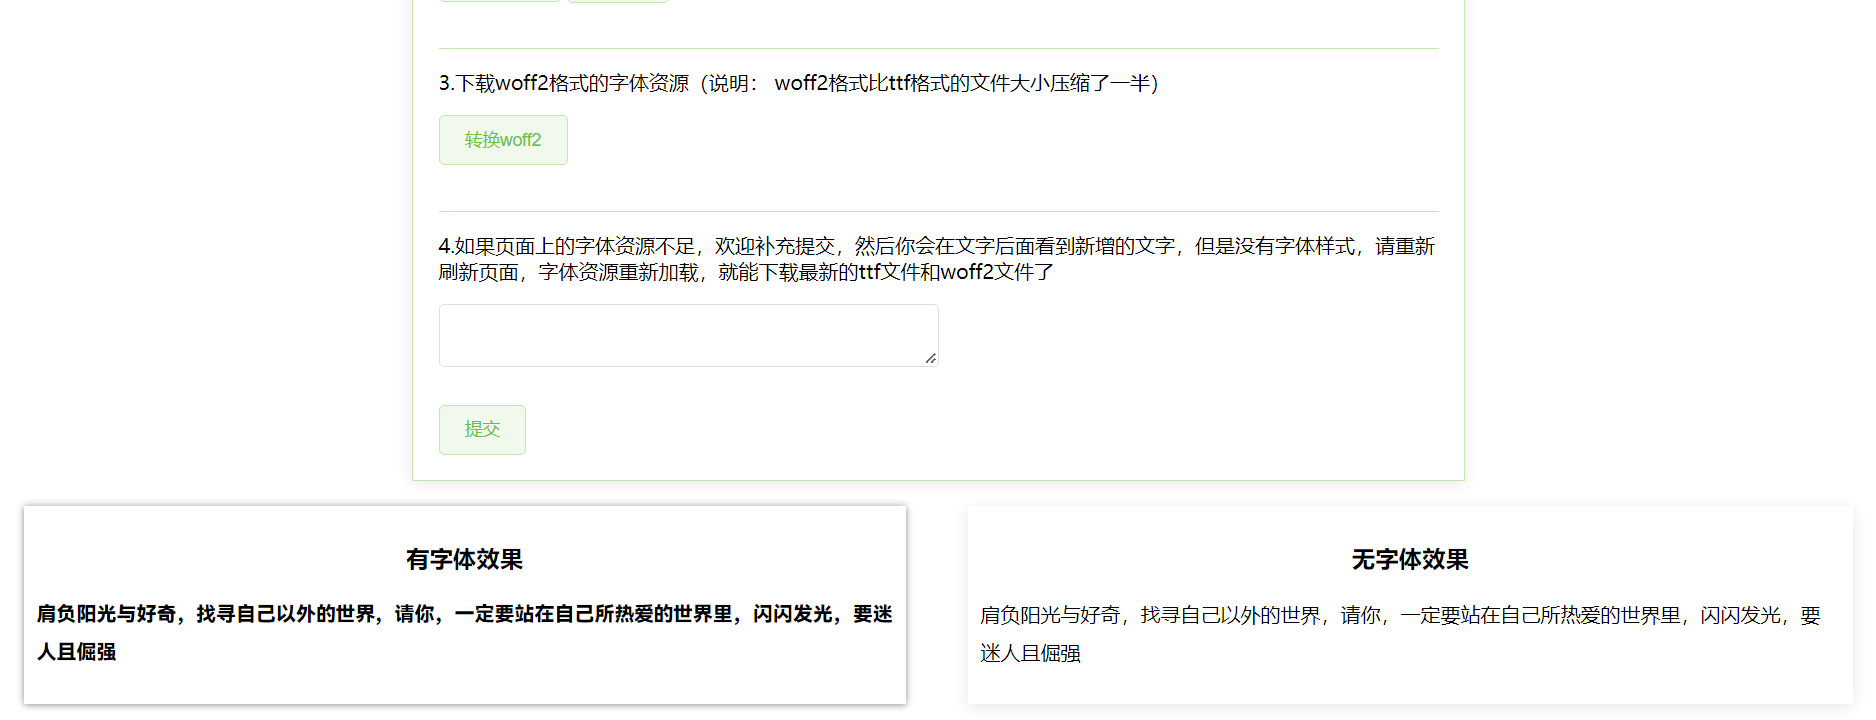 3.下载woff2格式的字体资源（说明： woff2格式比ttf格式的文件大小压缩了一半）
转换woff2
4.如果页面上的字体资源不足，欢迎补充提交，然后你会在文字后面看到新增的文字，但是没有字体样式，请重新
刷新页面，字体资源重新加载，就能下载最新的ttf文件和woff2文件了
提交
有字体效果
肩负阳光与好奇，找寻自己以外的世界，请你，一定要站在自己所热爱的世界里，闪闪发光，要迷
人且倔强
无字体效果
肩负阳光与好奇，找寻自己以外的世界，请你，一定要站在自己所热爱的世界里，闪闪发光，要
迷人且倔强